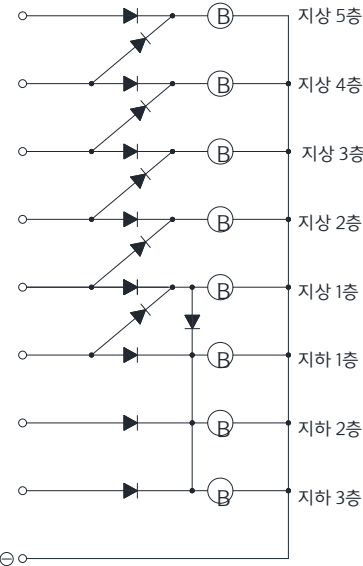 B 지상 5층
B 지상 4층
B 지상 3층
B 지상 2층
B 지상 1층
B 지하 1층
B 지하 2층
B 지하 3층
⊖